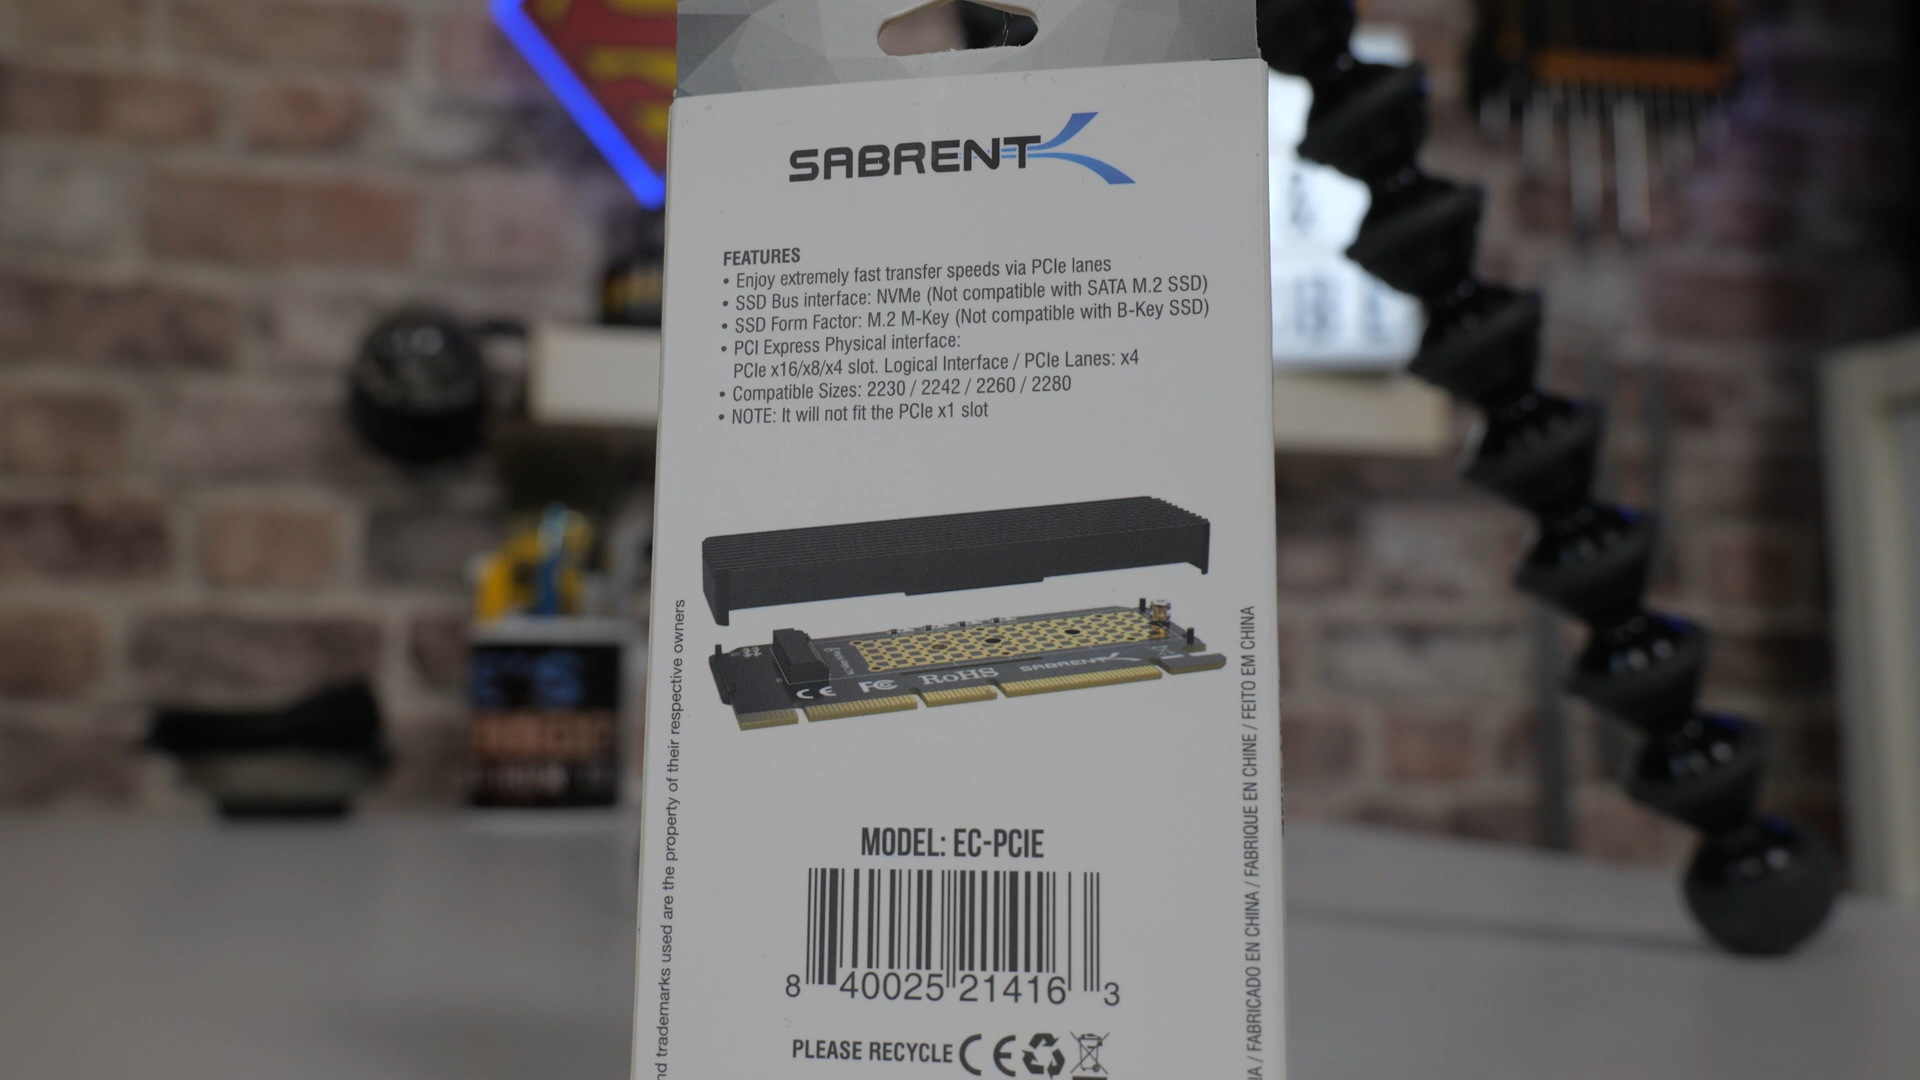 SABRENT
FEATURES
• Enjoy extremely fast transfer speeds via PCIe lanes
• SSD Bus interface: NVMe (Not compatible with SATA M.2 SSD)
• SSD Form Factor: M.2 M-Key (Not compatible with B-Key SSD)
• PCI Express Physical interface:
PCIe x16/x8/x4 slot. Logical Interface / PCIe Lanes: x4
• Compatible Sizes: 2230 / 2242 / 2260 / 2280
• NOTE: It will not fit the PCIe x1 slot
CE FC RoHS SABRENT
MODEL: EC-PCIE
8 40025 21416 3
PLEASE RECYCLE CE
trademarks used are the property of their respective owners
/ FABRICADO EN CHINA / FABRIQUE EN CHINE / FEITO EM CHINA